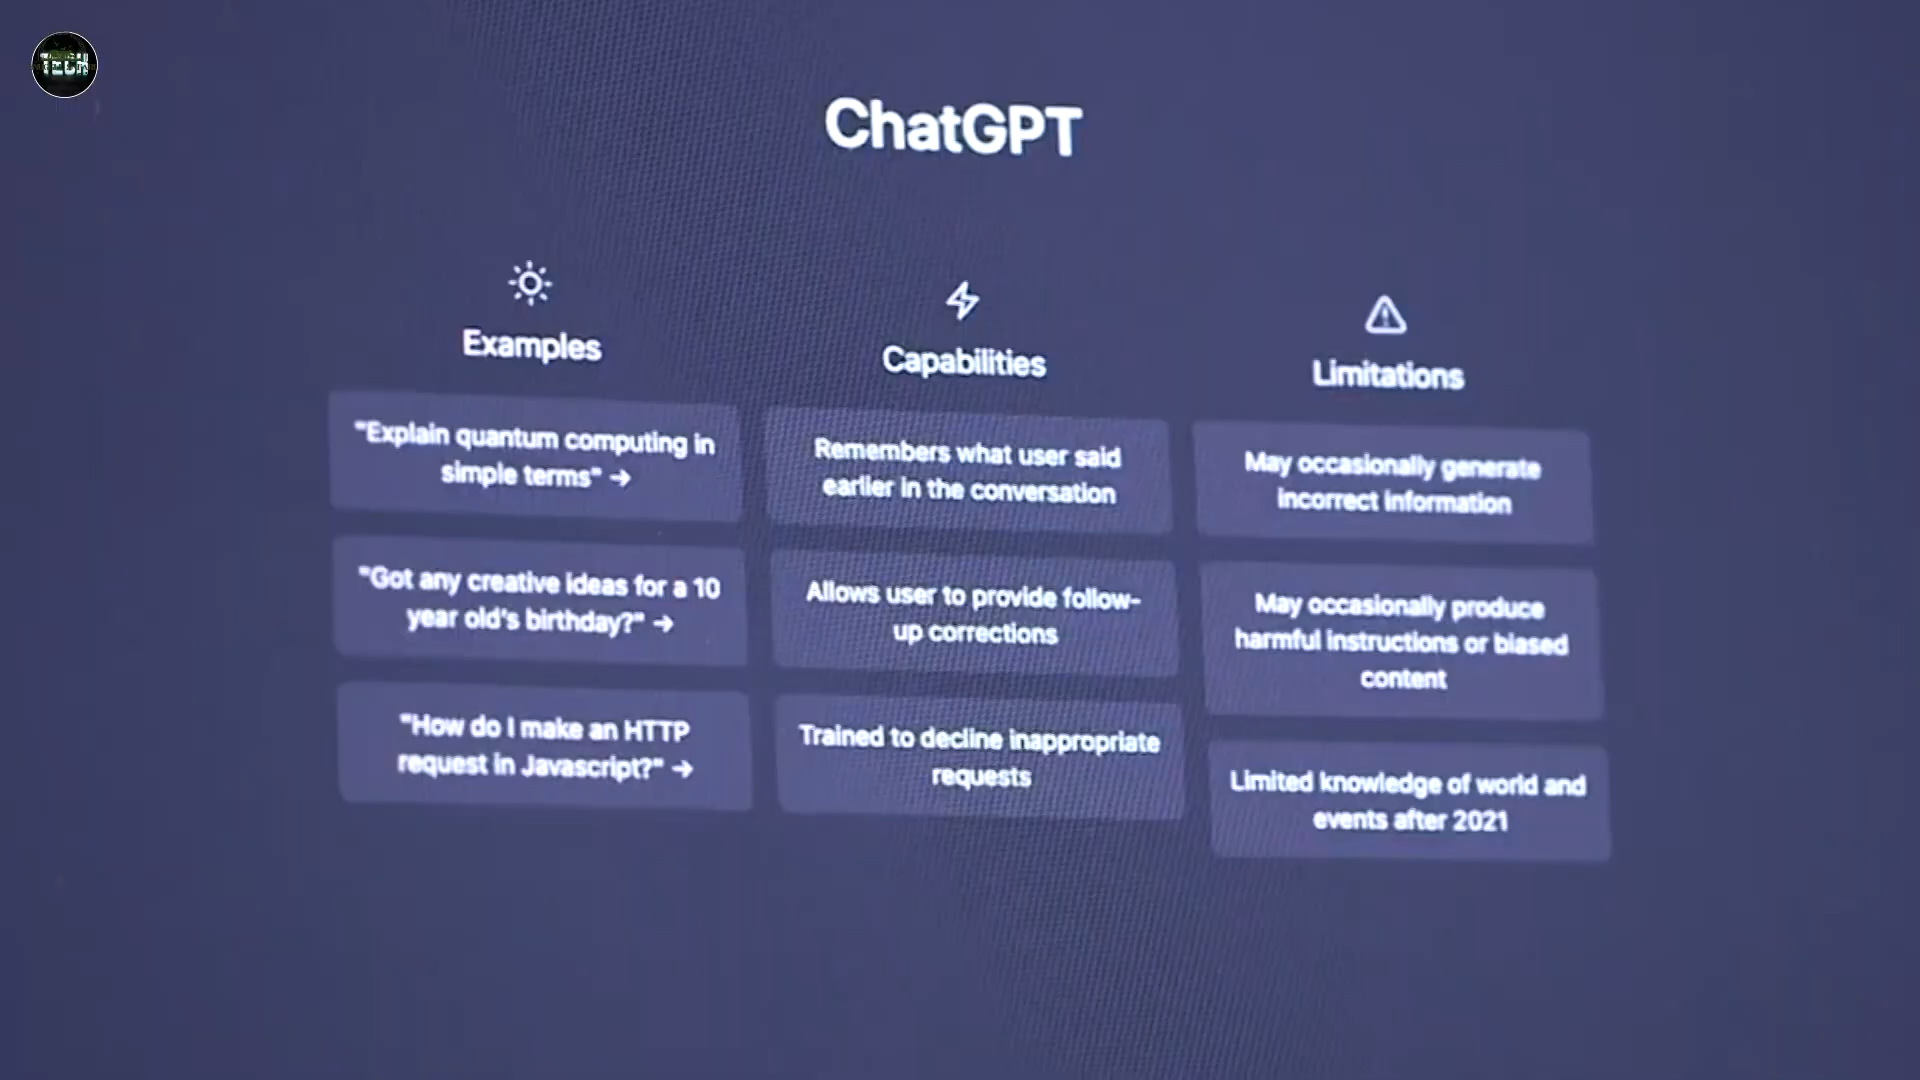 TECH
ChatGPT
Examples
"Explain quantum computing in
simple terms" →
"Got any creative ideas for a 10
year old's birthday?" →
"How do I make an HTTP
request in Javascript?" →
Capabilities
Remembers what user said
earlier in the conversation
Allows user to provide follow-
up corrections
Trained to decline inappropriate
requests
Limitations
May occasionally generate
incorrect information
May occasionally produce
harmful instructions or biased
content
Limited knowledge of world and
events after 2021